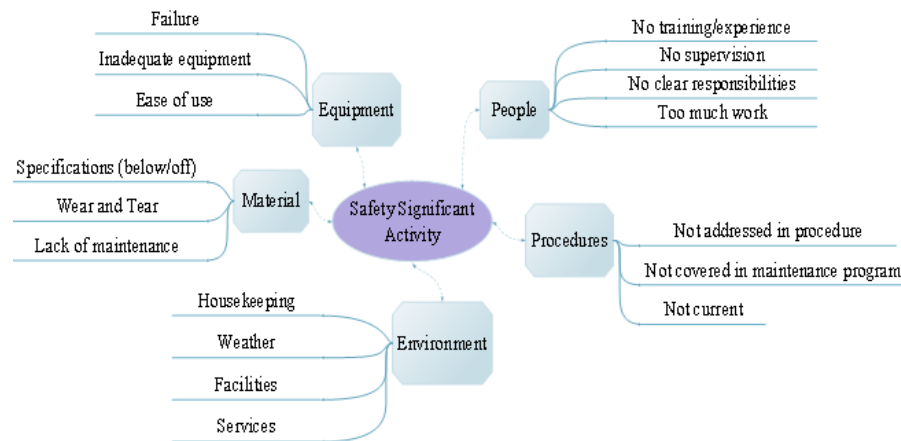 Failure
Inadequate equipment
Ease of use
Equipment
No training/experience
No supervision
No clear responsibilities
Too much work
People
Specifications (below/off)
Wear and Tear
Lack of maintenance
Material
Safety Significant
Activity
Procedures
Not addressed in procedure
Not covered in maintenance program
Not current
Housekeeping
Weather
Facilities
Services
Environment